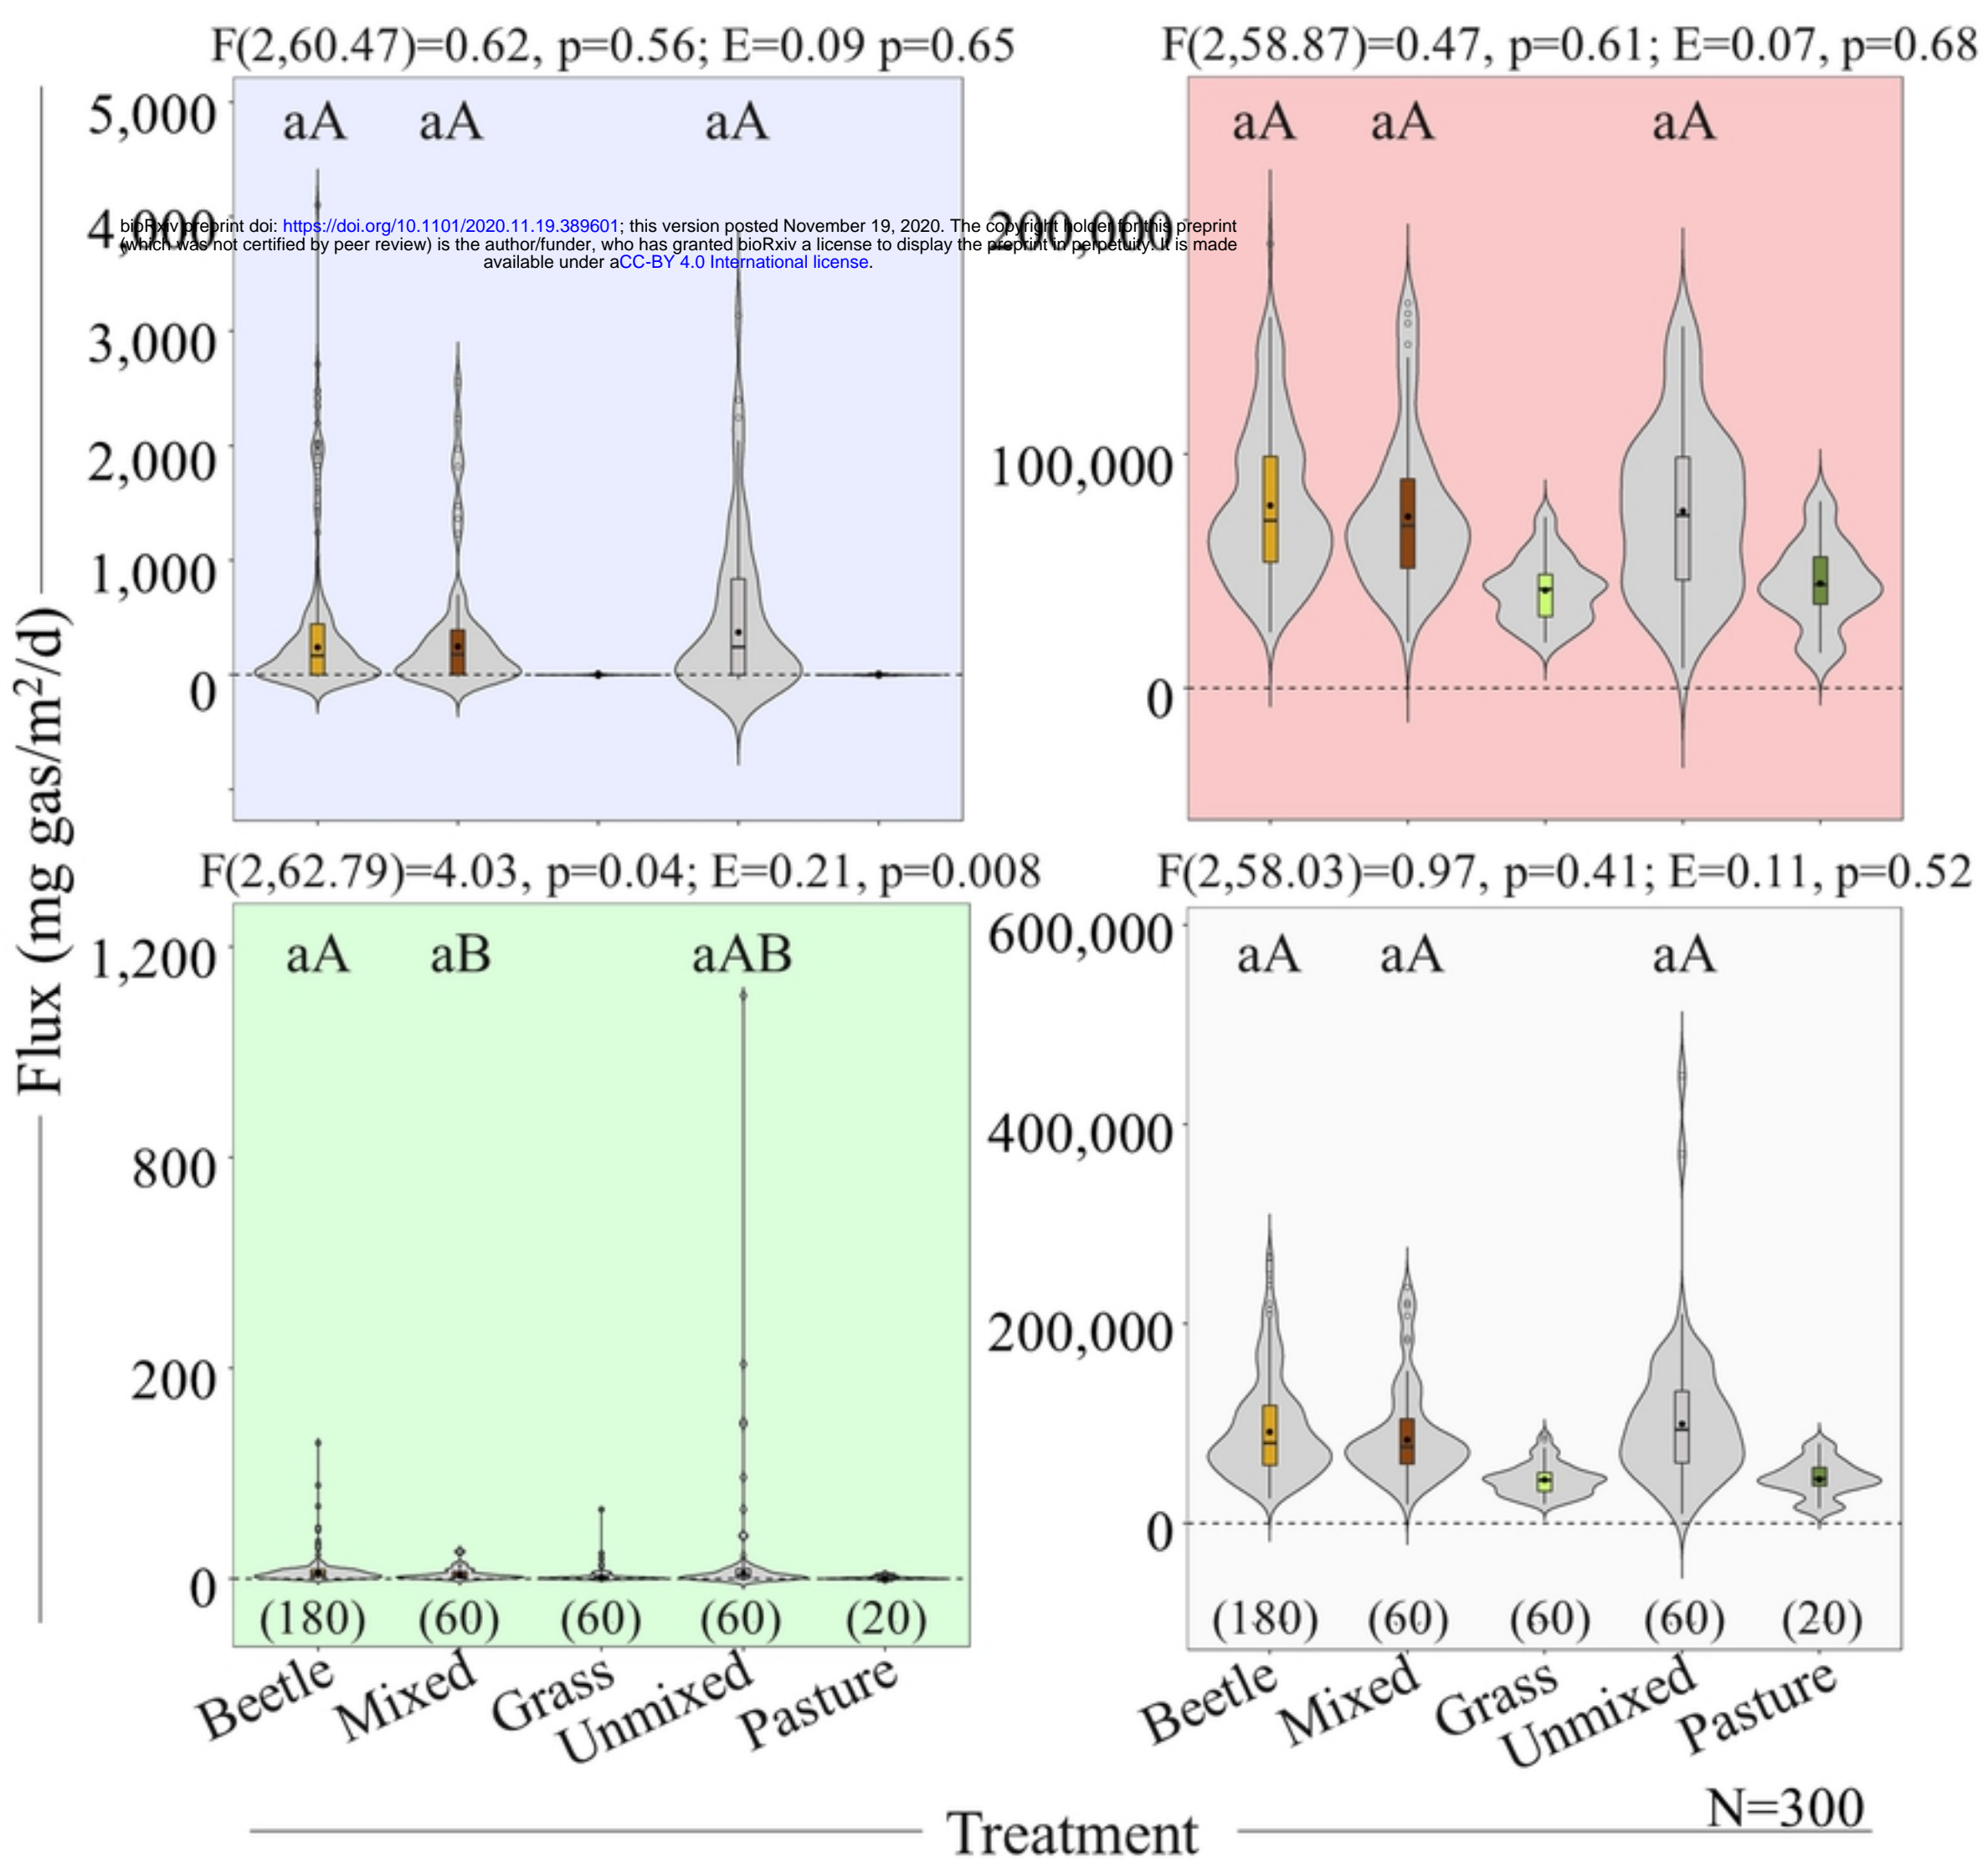 F(2,60.47)=0.62, p=0.56; E=0.09 p=0.65
F(2,58.87)=0.47, p=0.61; E=0.07, p=0.68
5,000
4,000
3,000
2,000
1,000
0
aA aA aA
200,000
100,000
0
aA aA aA
bioRxiv preprint doi: https://doi.org/10.1101/2020.11.19.389601; this version posted November 19, 2020. The copyright holder for this preprint
(which was not certified by peer review) is the author/funder, who has granted bioRxiv a license to display the preprint in perpetuity. It is made
available under aCC-BY 4.0 International license.
Flux (mg gas/m²/d)
F(2,62.79)=4.03, p=0.04; E=0.21, p=0.008
F(2,58.03)=0.97, p=0.41; E=0.11, p=0.52
1,200
800
200
0
aA aB aAB
(180) (60) (60) (60) (20)
Beetle Mixed Grass Unmixed Pasture
600,000
400,000
200,000
0
aA aA aA
(180) (60) (60) (60) (20)
Beetle Mixed Grass Unmixed Pasture
N=300
Treatment